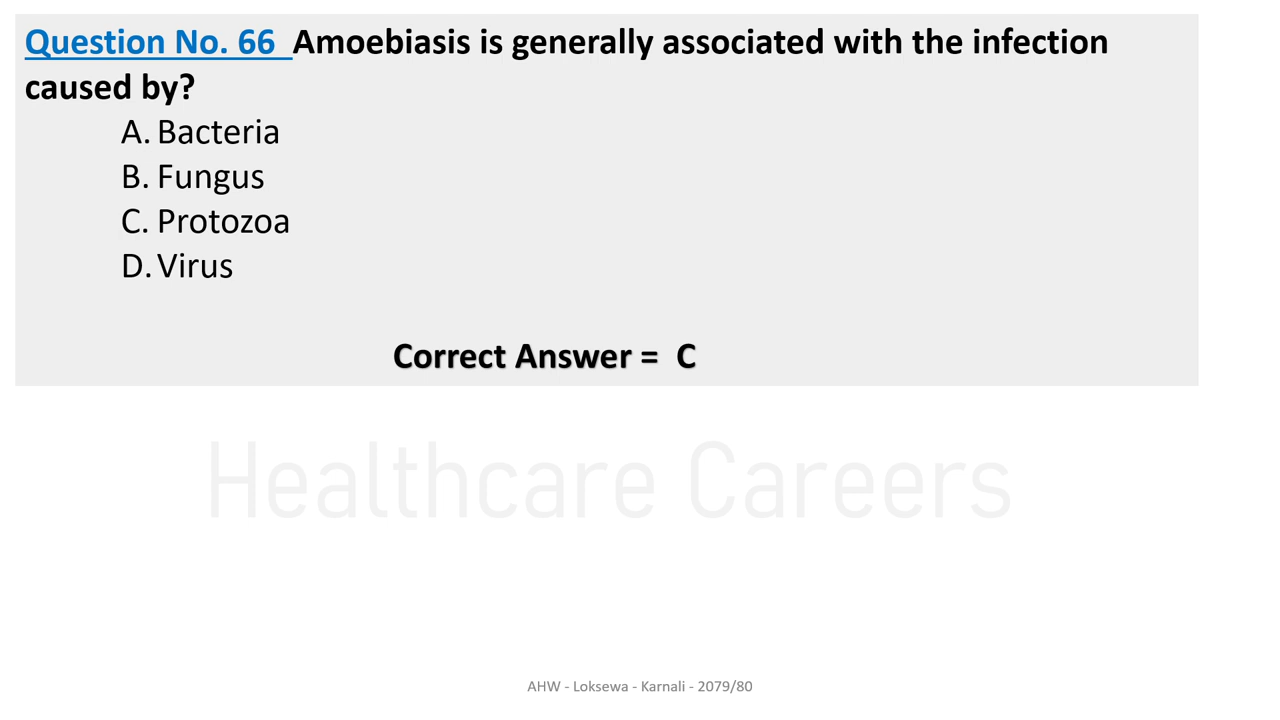 Question No. 66 Amoebiasis is generally associated with the infection
caused by?
A. Bacteria
B. Fungus
C. Protozoa
D. Virus
Correct Answer = C
Healthcare Careers
AHW - Loksewa - Karnali - 2079/80